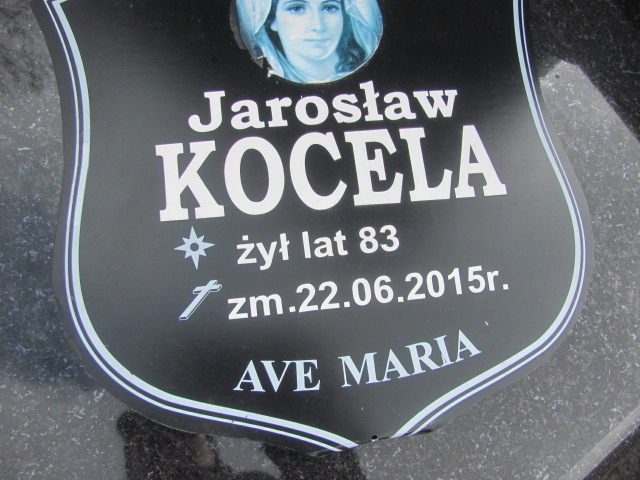 Jarosław
KOCELA
żył lat 83
zm.22.06.2015r.
AVE MARIA